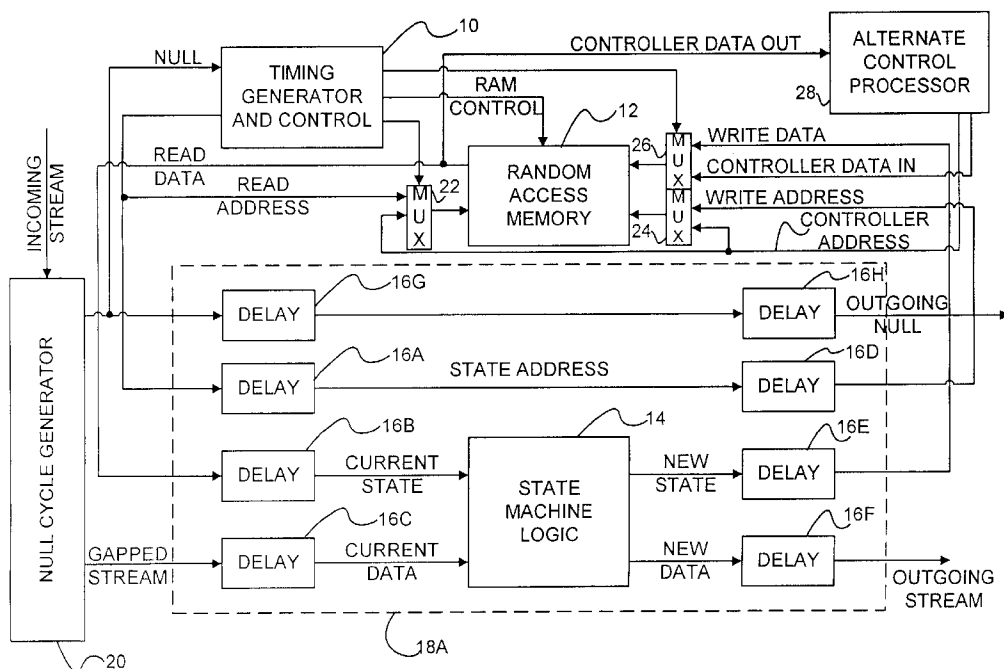 10
NULL
TIMING
GENERATOR
AND CONTROL
CONTROLLER DATA OUT
ALTERNATE
CONTROL
PROCESSOR
28
RAM
CONTROL
12
26
MUX
WRITE DATA
CONTROLLER DATA IN
READ
DATA
READ
ADDRESS
22
MUX
RANDOM
ACCESS
MEMORY
24
MUX
WRITE ADDRESS
CONTROLLER
ADDRESS
INCOMING
STREAM
NULL CYCLE GENERATOR
20
16G
DELAY
16H
DELAY
OUTGOING
NULL
16A
DELAY
STATE ADDRESS
16D
DELAY
16B
DELAY
CURRENT
STATE
14
STATE
MACHINE
LOGIC
NEW
STATE
16E
DELAY
GAPPED
STREAM
16C
DELAY
CURRENT
DATA
NEW
DATA
16F
DELAY
OUTGOING
STREAM
18A